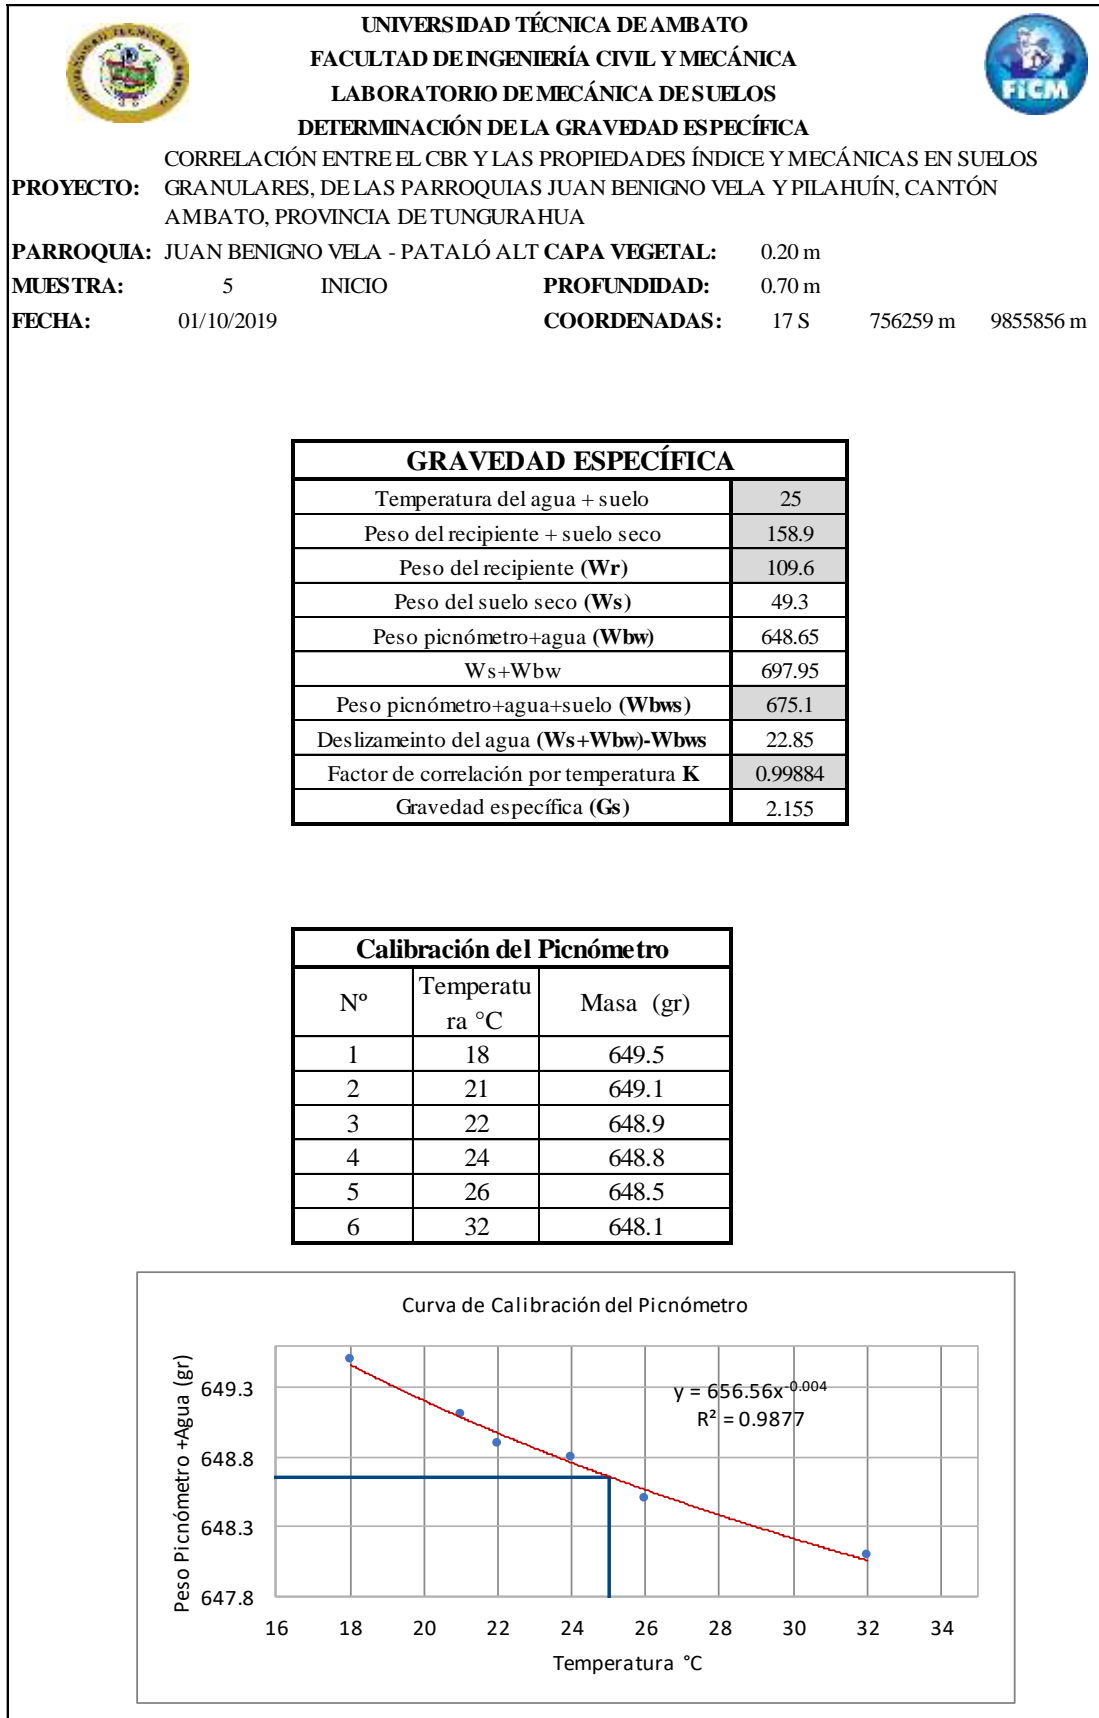 UNIVERSIDAD TÉCNICA DE AMBATO
FACULTAD DE INGENIERÍA CIVIL Y MECÁNICA
LABORATORIO DE MECÁNICA DE SUELOS
DETERMINACIÓN DE LA GRAVEDAD ESPECÍFICA
FICM
PROYECTO: CORRELACIÓN ENTRE EL CBR Y LAS PROPIEDADES ÍNDICE Y MECÁNICAS EN SUELOS
GRANULARES, DE LAS PARROQUIAS JUAN BENIGNO VELA Y PILAHUÍN, CANTÓN
AMBATO, PROVINCIA DE TUNGURAHUA
PARROQUIA: JUAN BENIGNO VELA - PATALÓ ALT CAPA VEGETAL: 0.20 m
MUESTRA: 5 INICIO PROFUNDIDAD: 0.70 m
FECHA: 01/10/2019 COORDENADAS: 17 S 756259 m 9855856 m
GRAVEDAD ESPECÍFICA
Temperatura del agua + suelo 25
Peso del recipiente + suelo seco 158.9
Peso del recipiente (Wr) 109.6
Peso del suelo seco (Ws) 49.3
Peso picnómetro+agua (Wbw) 648.65
Ws+Wbw 697.95
Peso picnómetro+agua+suelo (Wbws) 675.1
Deslizameinto del agua (Ws+Wbw)-Wbws 22.85
Factor de correlación por temperatura K 0.99884
Gravedad específica (Gs) 2.155
Calibración del Picnómetro
Nº Temperatu
ra °C Masa (gr)
1 18 649.5
2 21 649.1
3 22 648.9
4 24 648.8
5 26 648.5
6 32 648.1
Curva de Calibración del Picnómetro
Peso Picnómetro +Agua (gr)
649.3
648.8
648.3
647.8
y = 656.56x-0.004
R² = 0.9877
16 18 20 22 24 26 28 30 32 34
Temperatura °C